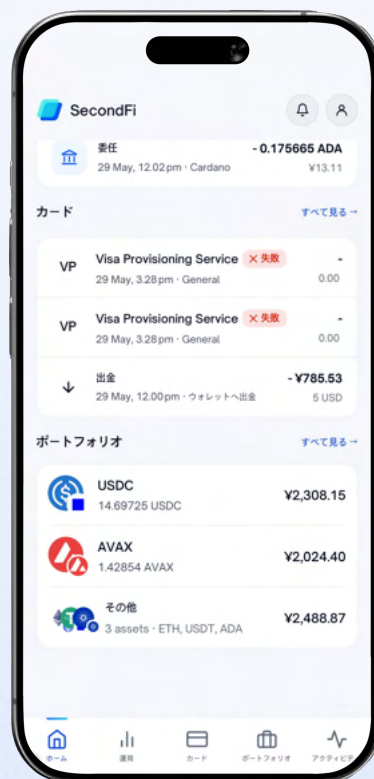 SecondFi
委任
- 0.175665 ADA
29 May, 12.02 pm · Cardano
¥13.11
カード
すべて見る→
VP
Visa Provisioning Service
×失敗
-
29 May, 3.28 pm · General
0.00
VP
Visa Provisioning Service
×失敗
-
29 May, 3.28 pm · General
0.00
出金
- ¥785.53
29 May, 12.00 pm · ウォレットへ出金
5 USD
ポートフォリオ
すべて見る→
USDC
14.69725 USDC
¥2,308.15
AVAX
1.42854 AVAX
¥2,024.40
その他
3 assets · ETH, USDT, ADA
¥2,488.87
ホーム
運用
カード
ポートフォリオ
アクティビテ